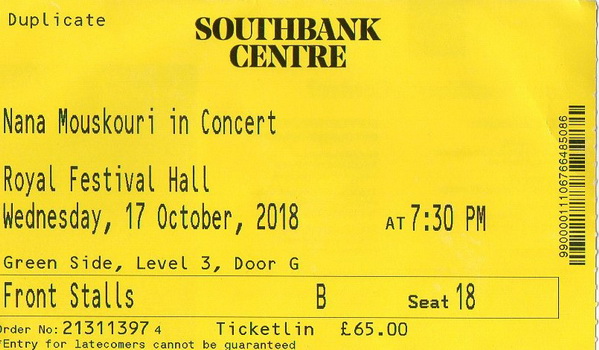 Duplicate
SOUTHBANK
CENTRE
Nana Mouskouri in Concert
Royal Festival Hall
Wednesday, 17 October, 2018 AT 7:30 PM
Green Side, Level 3, Door G
Front Stalls B Seat 18
Order No: 21311397 4 Ticketlin £65.00
*Entry for latecomers cannot be guaranteed
9900000111067664850​86